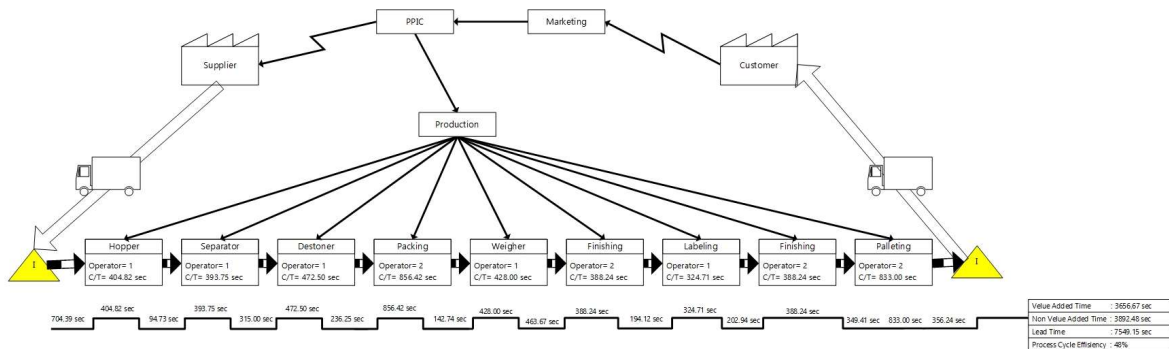 PPIC
Marketing
Supplier
Customer
Production
Hopper
Operator= 1
C/T= 404.82 sec
Separator
Operator= 1
C/T= 393.75 sec
Destoner
Operator= 1
C/T= 472.50 sec
Packing
Operator= 2
C/T= 856.42 sec
Weigher
Operator= 1
C/T= 428.00 sec
Finishing
Operator= 2
C/T= 388.24 sec
Labeling
Operator= 1
C/T= 324.71 sec
Finishing
Operator= 2
C/T= 388.24 sec
Palleting
Operator= 2
C/T= 833.00 sec
I
I
704.39 sec
404.82 sec
94.73 sec
393.75 sec
315.00 sec
472.50 sec
236.25 sec
856.42 sec
142.74 sec
428.00 sec
463.67 sec
388.24 sec
194.12 sec
324.71 sec
202.94 sec
388.24 sec
349.41 sec
833.00 sec
356.24 sec
Velue Added Time : 3656.67 sec
Non Velue Added Time : 3892.48 sec
Lead Time : 7549.15 sec
Process Cycle Effisiency : 48%